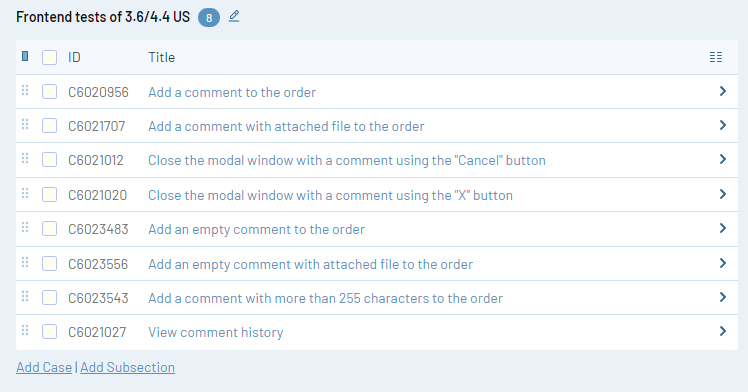 Frontend tests of 3.6/4.4 US 8
ID Title
C6020956 Add a comment to the order
C6021707 Add a comment with attached file to the order
C6021012 Close the modal window with a comment using the "Cancel" button
C6021020 Close the modal window with a comment using the "X" button
C6023483 Add an empty comment to the order
C6023556 Add an empty comment with attached file to the order
C6023543 Add a comment with more than 255 characters to the order
C6021027 View comment history
Add Case | Add Subsection